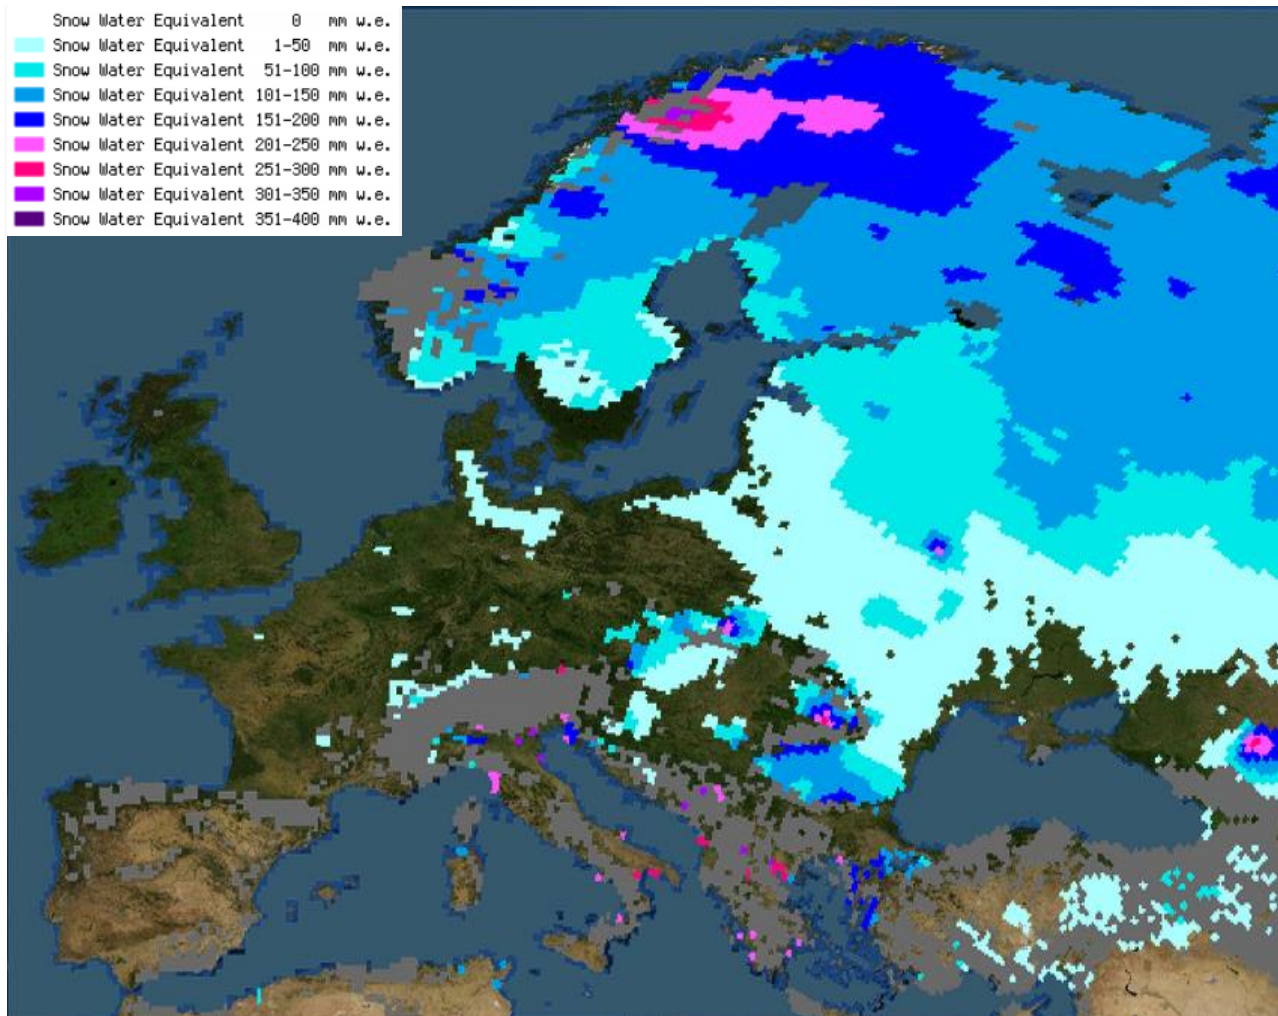 Snow Water Equivalent 0 mm w.e.
Snow Water Equivalent 1-50 mm w.e.
Snow Water Equivalent 51-100 mm w.e.
Snow Water Equivalent 101-150 mm w.e.
Snow Water Equivalent 151-200 mm w.e.
Snow Water Equivalent 201-250 mm w.e.
Snow Water Equivalent 251-300 mm w.e.
Snow Water Equivalent 301-350 mm w.e.
Snow Water Equivalent 351-400 mm w.e.